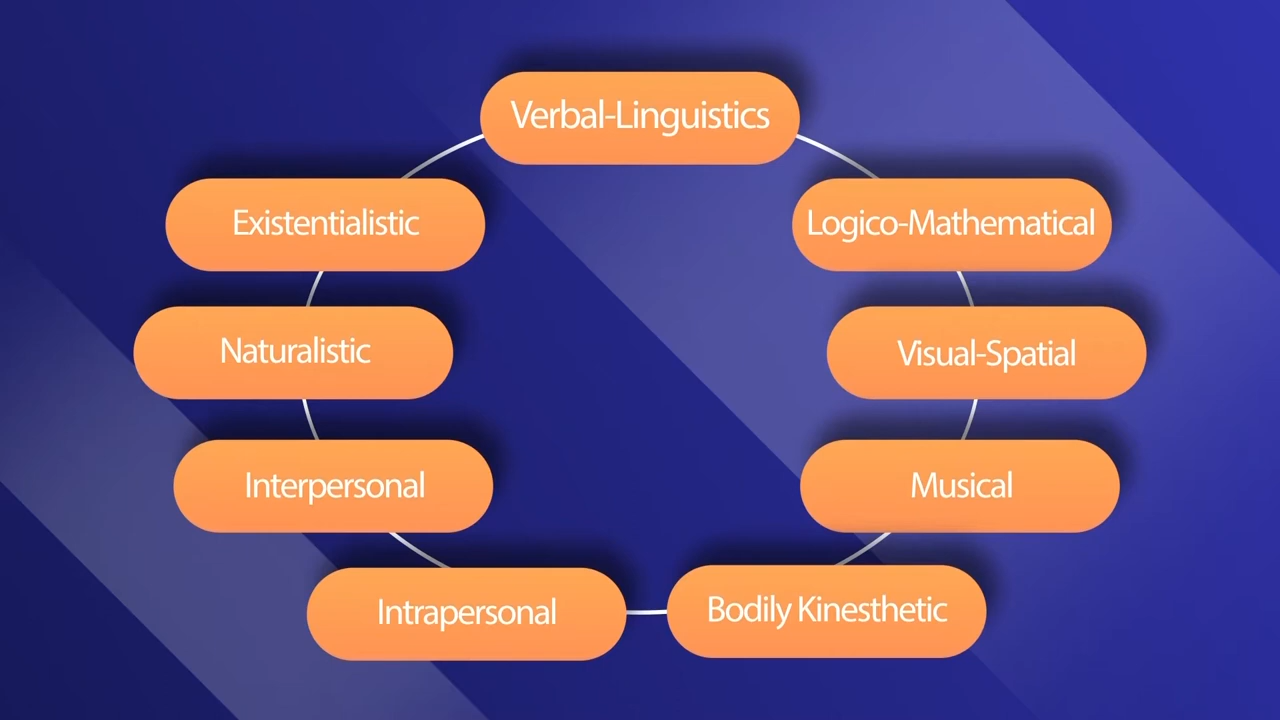 Verbal-Linguistics
Existentialistic
Logico-Mathematical
Naturalistic
Visual-Spatial
Interpersonal
Musical
Intrapersonal
Bodily Kinesthetic